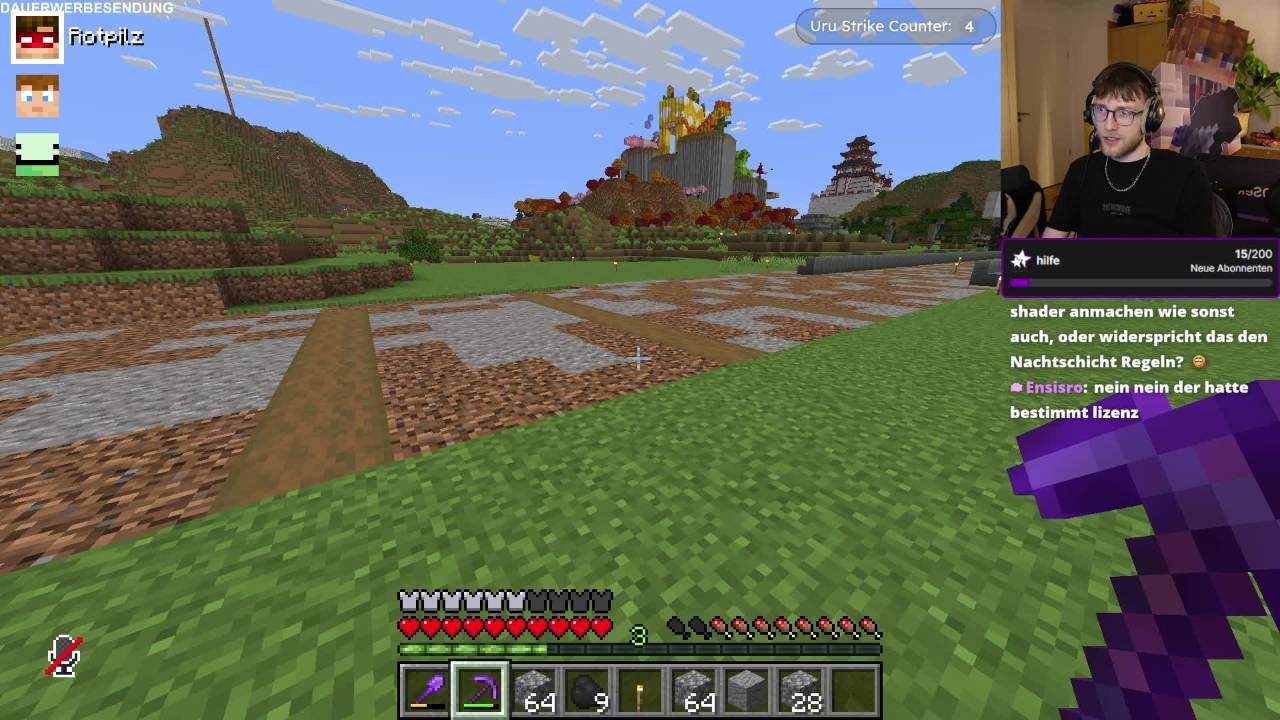 DAUERWERBESENDUNG
Rotpilz
Uru Strike Counter: 4
hilfe
15/200
Neue Abonnenten
shader anmachen wie sonst
auch, oder widerspricht das den
Nachtschicht Regeln?
Ensisro: nein nein der hatte
bestimmt lizenz
3
64
9
64
28